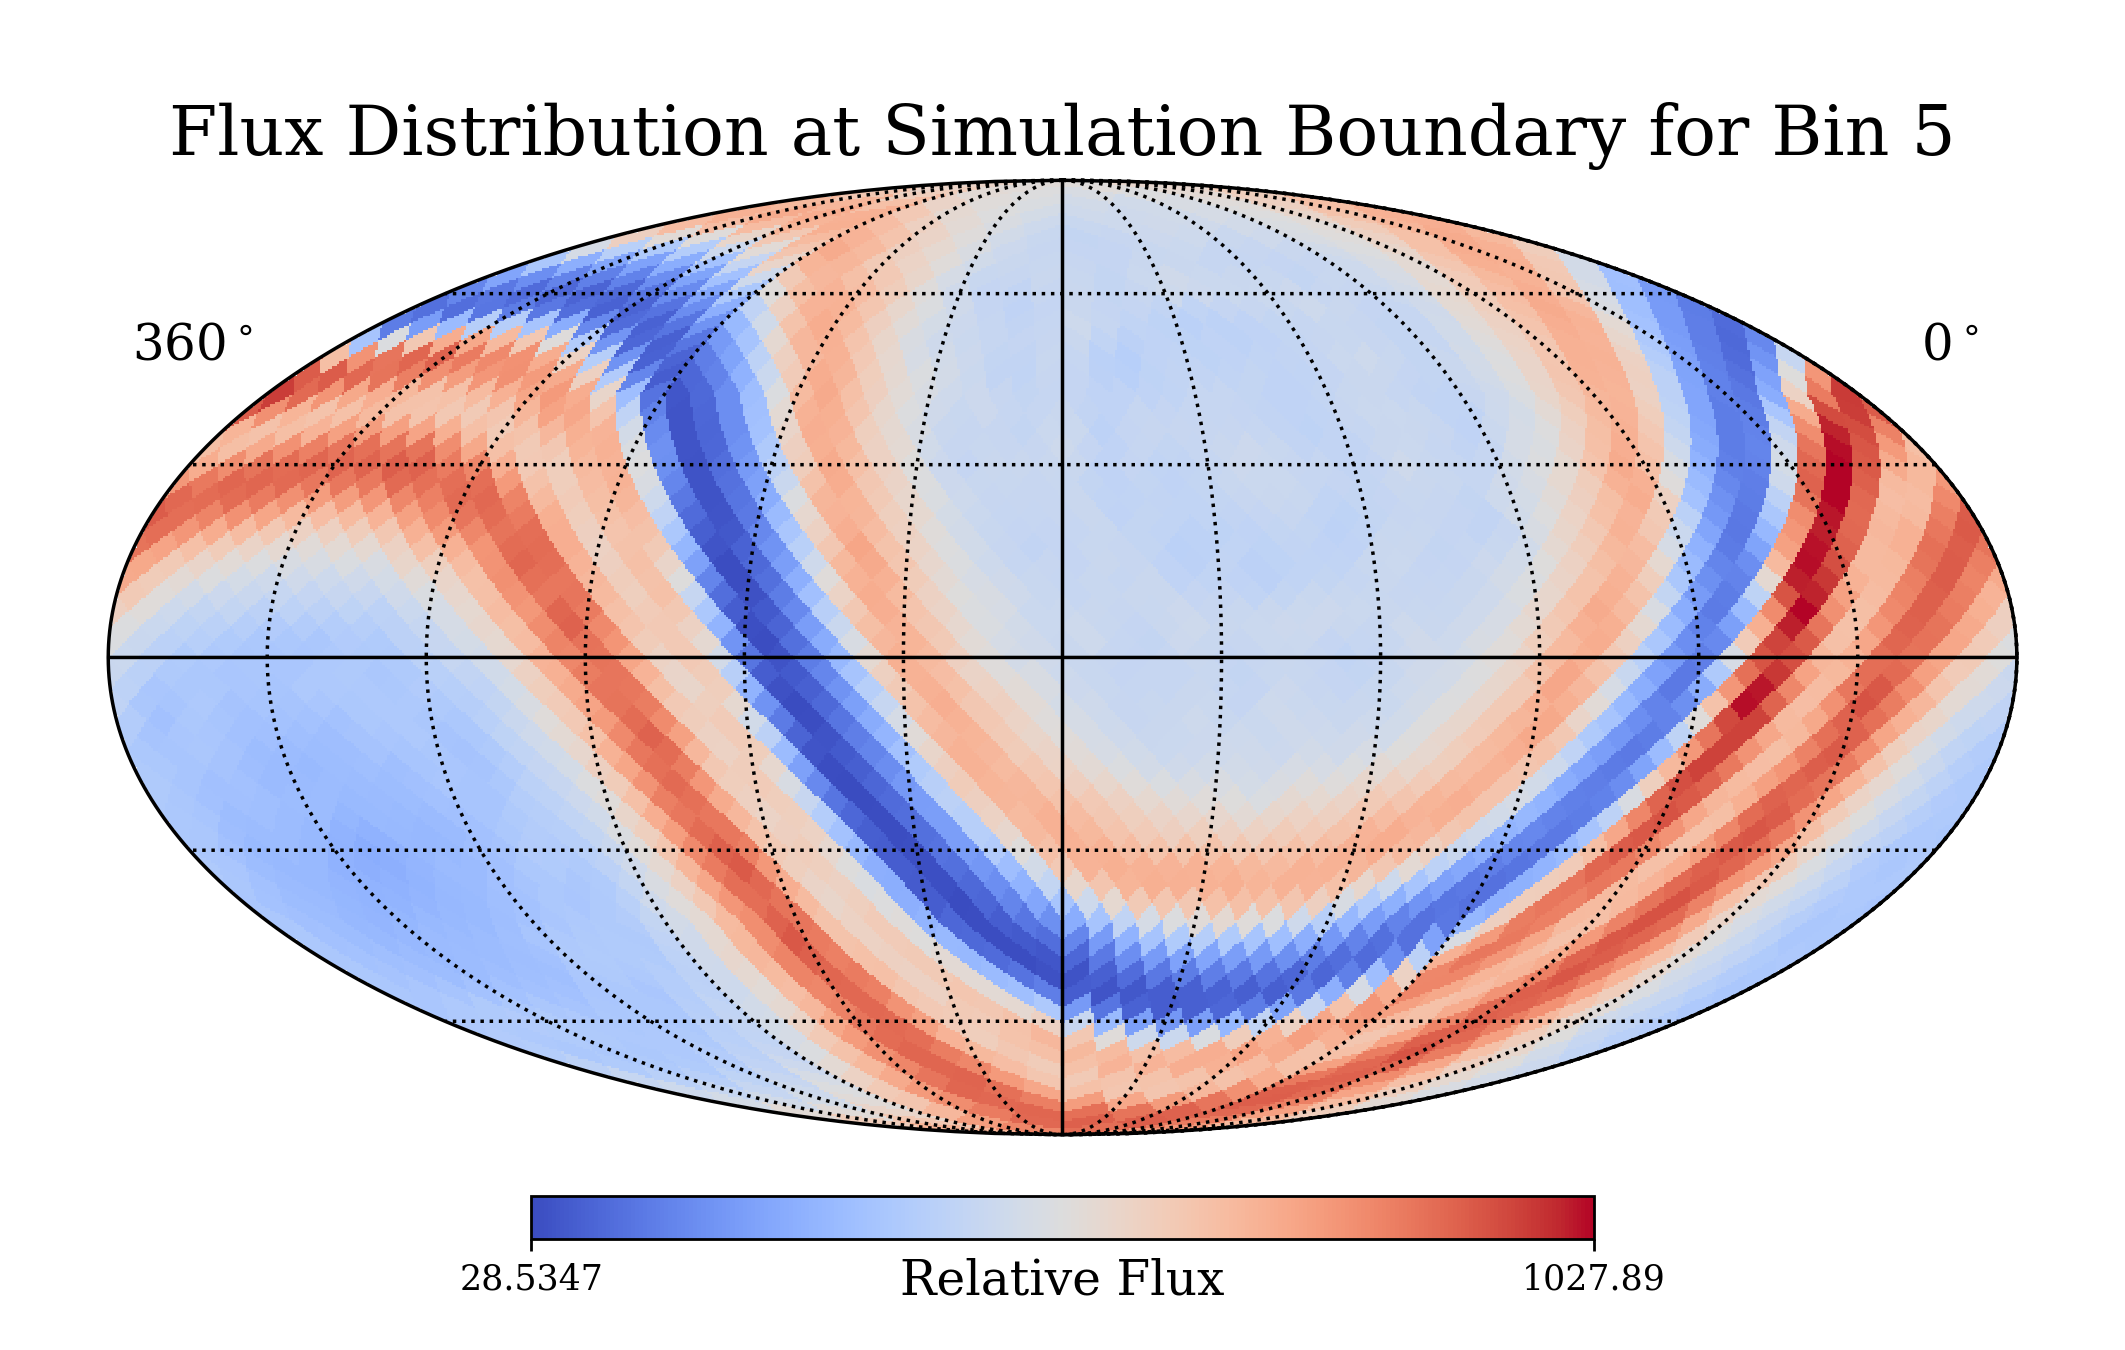 Flux Distribution at Simulation Boundary for Bin 5
360°
0°
28.5347
Relative Flux
1027.89